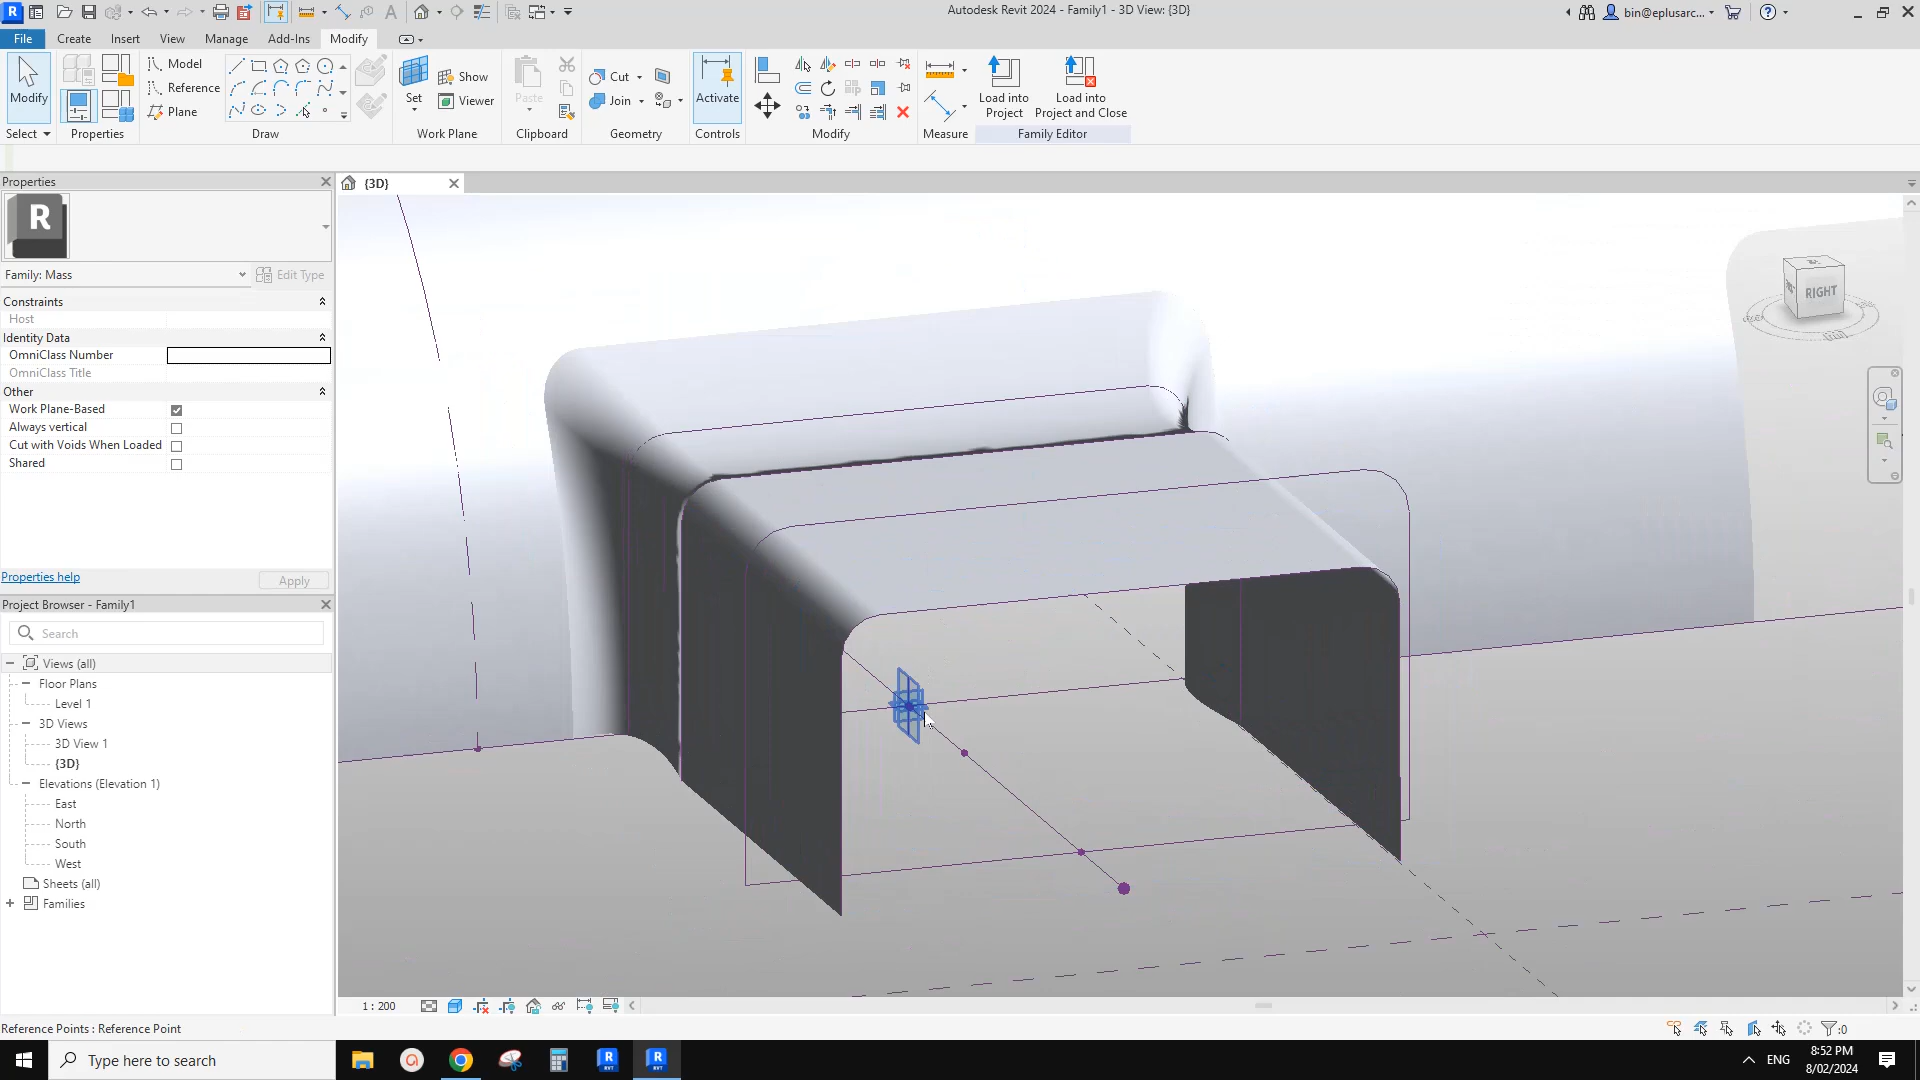 Autodesk Revit 2024 - Family1 - 3D View: {3D}
bin@eplusarc...
File
Create
Insert
View
Manage
Add-Ins
Modify
Modify
Select
Properties
Model
Reference
Plane
Draw
Set
Show
Viewer
Work Plane
Paste
Clipboard
Cut
Join
Geometry
Activate
Controls
Modify
Measure
Load into
Project
Load into
Project and Close
Family Editor
Properties
R
Family: Mass
Edit Type
Constraints
Host
Identity Data
OmniClass Number
OmniClass Title
Other
Work Plane-Based
Always vertical
Cut with Voids When Loaded
Shared
Properties help
Apply
Project Browser - Family1
Search
Views (all)
Floor Plans
Level 1
3D Views
3D View 1
{3D}
Elevations (Elevation 1)
East
North
South
West
Sheets (all)
Families
{3D}
RIGHT
1 : 200
Reference Points : Reference Point
:0
Type here to search
ENG
8:52 PM
8/02/2024